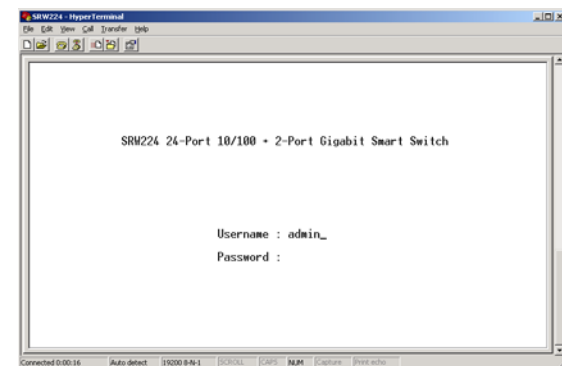 SRW224 - HyperTerminal
File Edit View Call Transfer Help
SRW224 24-Port 10/100 + 2-Port Gigabit Smart Switch
Username : admin_
Password :
Connected 0:00:16 Auto detect 19200 8-N-1 SCROLL CAPS NUM Capture Print echo